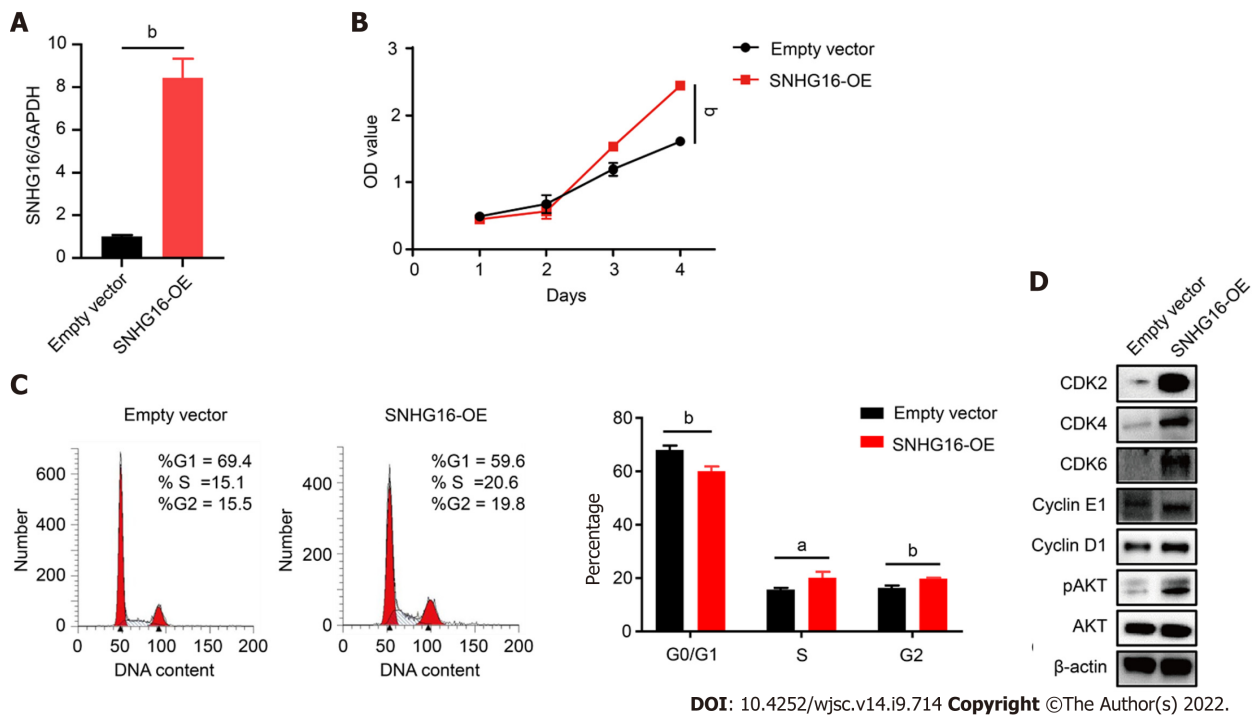 A
b
10
8
6
4
2
0
SNHG16/GAPDH
Empty vector
SNHG16-OE
B
3
2
1
0
OD value
0 1 2 3 4
Days
b
Empty vector
SNHG16-OE
C
Empty vector
600
400
200
0
Number
%G1 = 69.4
% S =15.1
%G2 = 15.5
0 50 100 150 200
DNA content
SNHG16-OE
400
200
0
Number
%G1 = 59.6
% S =20.6
%G2 = 19.8
0 50 100 150 200
DNA content
80
60
40
20
0
Percentage
b
a
b
G0/G1 S G2
Empty vector
SNHG16-OE
D
Empty vector
SNHG16-OE
CDK2
CDK4
CDK6
Cyclin E1
Cyclin D1
pAKT
AKT
β-actin
DOI: 10.4252/wjsc.v14.i9.714 Copyright ©The Author(s) 2022.